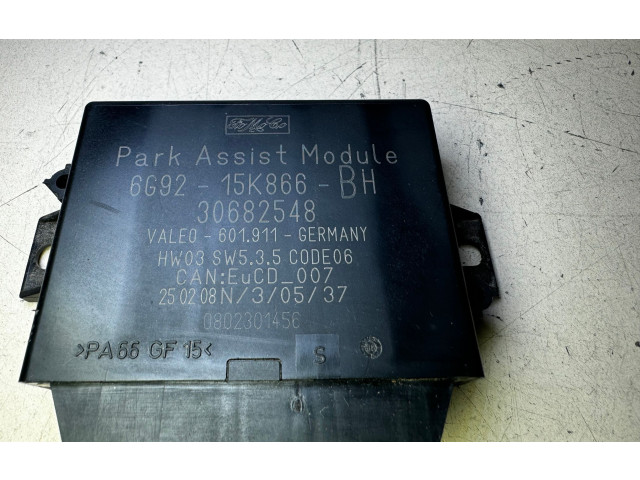 Park Assist Module
6G92 - 15K866 - BH
30682548
VALEO - 601.911 - GERMANY
HW03 SW5.3.5 CODE06
CAN:EuCD_007
25 02 08 N/3/05/37
0802301456
>PA66 GF 15<
S